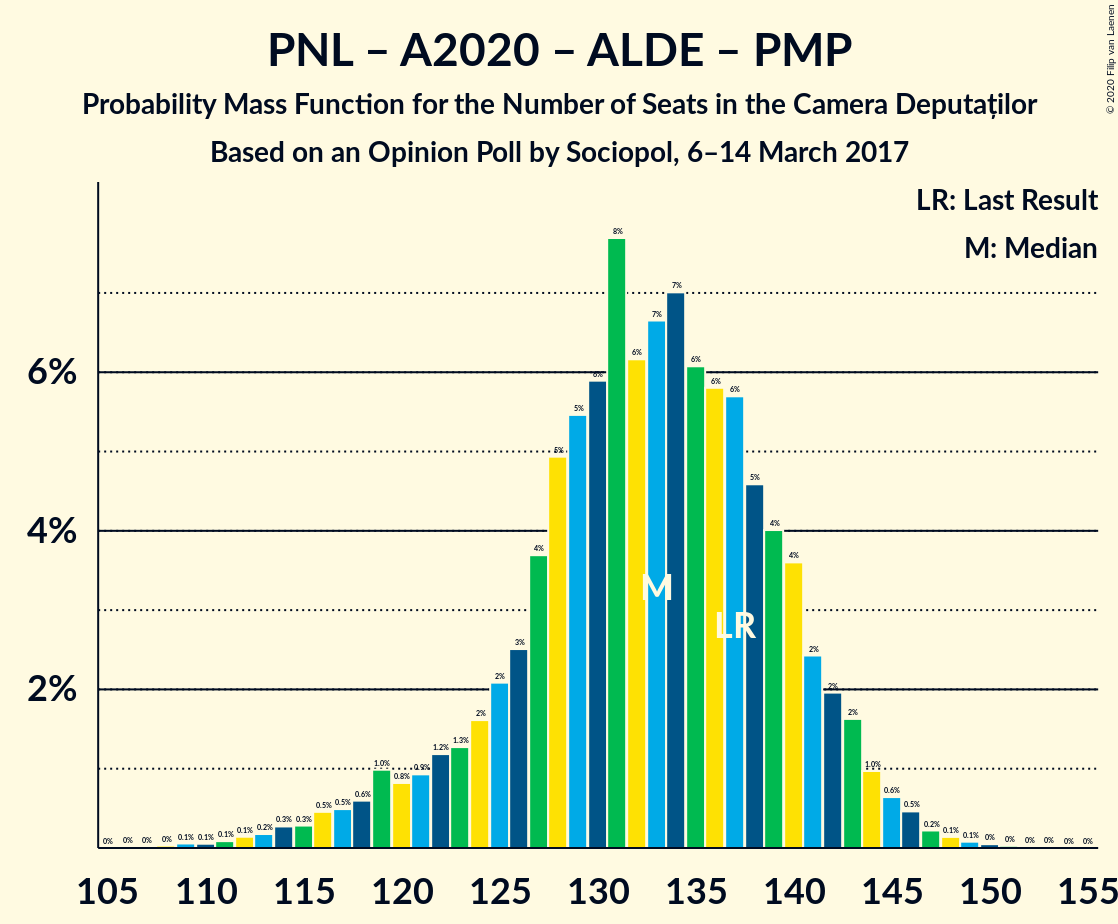 PNL – A2020 – ALDE – PMP
Probability Mass Function for the Number of Seats in the Camera Deputaților
Based on an Opinion Poll by Sociopol, 6–14 March 2017
© 2020 Filip van Laenen
LR: Last Result
M: Median
6%
4%
2%
0% 0% 0% 0% 0.1% 0.1% 0.1% 0.1% 0.2% 0.3% 0.3% 0.5% 0.5% 0.6% 1.0% 0.8% 0.9% 1.2% 1.3% 2% 2% 3% 4% 5% 5% 6% 8% 6% 7% 7% 6% 6% 6% 5% 4% 4% 2% 2% 2% 1.0% 0.6% 0.5% 0.2% 0.1% 0.1% 0% 0% 0% 0% 0% 0%
M
LR
105 110 115 120 125 130 135 140 145 150 155